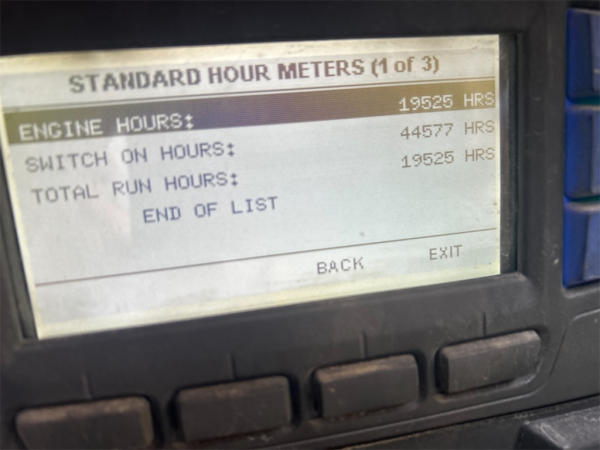 STANDARD HOUR METERS (1 of 3)
ENGINE HOURS: 19525 HRS
SWITCH ON HOURS: 44577 HRS
TOTAL RUN HOURS: 19525 HRS
END OF LIST
BACK EXIT